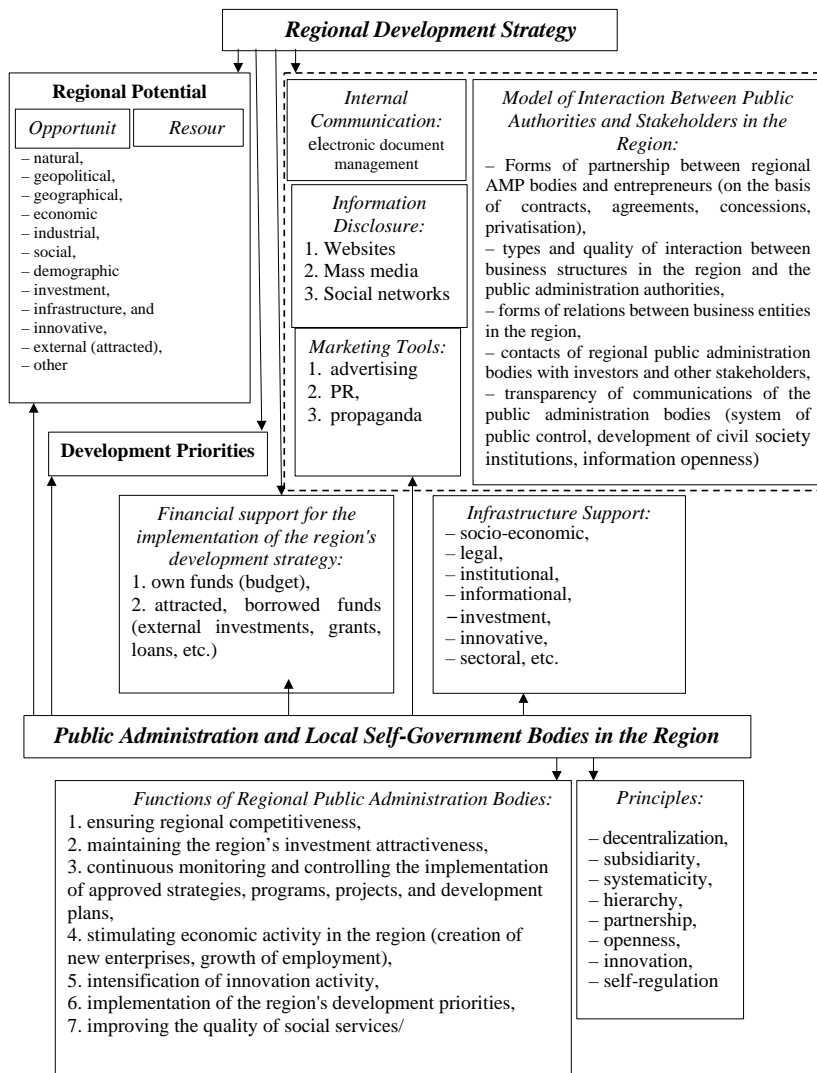 Regional Development Strategy
Regional Potential
Opportunit
Resour
– natural,
– geopolitical,
– geographical,
– economic
– industrial,
– social,
– demographic
– investment,
– infrastructure, and
– innovative,
– external (attracted),
– other
Internal
Communication:
electronic document
management
Information
Disclosure:
1. Websites
2. Mass media
3. Social networks
Marketing Tools:
1. advertising
2. PR,
3. propaganda
Model of Interaction Between Public
Authorities and Stakeholders in the
Region:
– Forms of partnership between regional
AMP bodies and entrepreneurs (on the
basis of contracts, agreements, concessions,
privatisation),
– types and quality of interaction between
business structures in the region and the
public administration authorities,
– forms of relations between business entities
in the region,
– contacts of regional public administration
bodies with investors and other stakeholders,
– transparency of communications of the
public administration bodies (system of
public control, development of civil society
institutions, information openness)
Development Priorities
Financial support for the
implementation of the region's
development strategy:
1. own funds (budget),
2. attracted, borrowed funds
(external investments, grants,
loans, etc.)
Infrastructure Support:
– socio-economic,
– legal,
– institutional,
– informational,
– investment,
– innovative,
– sectoral, etc.
Public Administration and Local Self-Government Bodies in the Region
Functions of Regional Public Administration Bodies:
1. ensuring regional competitiveness,
2. maintaining the region’s investment attractiveness,
3. continuous monitoring and controlling the implementation
of approved strategies, programs, projects, and development
plans,
4. stimulating economic activity in the region (creation of
new enterprises, growth of employment),
5. intensification of innovation activity,
6. implementation of the region's development priorities,
7. improving the quality of social services/
Principles:
– decentralization,
– subsidiarity,
– systematicity,
– hierarchy,
– partnership,
– openness,
– innovation,
– self-regulation